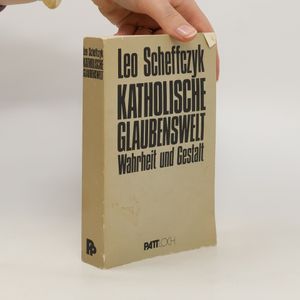 Leo Scheffczyk
KATHOLISCHE
GLAUBENSWELT
Wahrheit und Gestalt
PATTLOCH
Leo Scheffczyk
KATHOLISCHE
GLAUBENSWELT